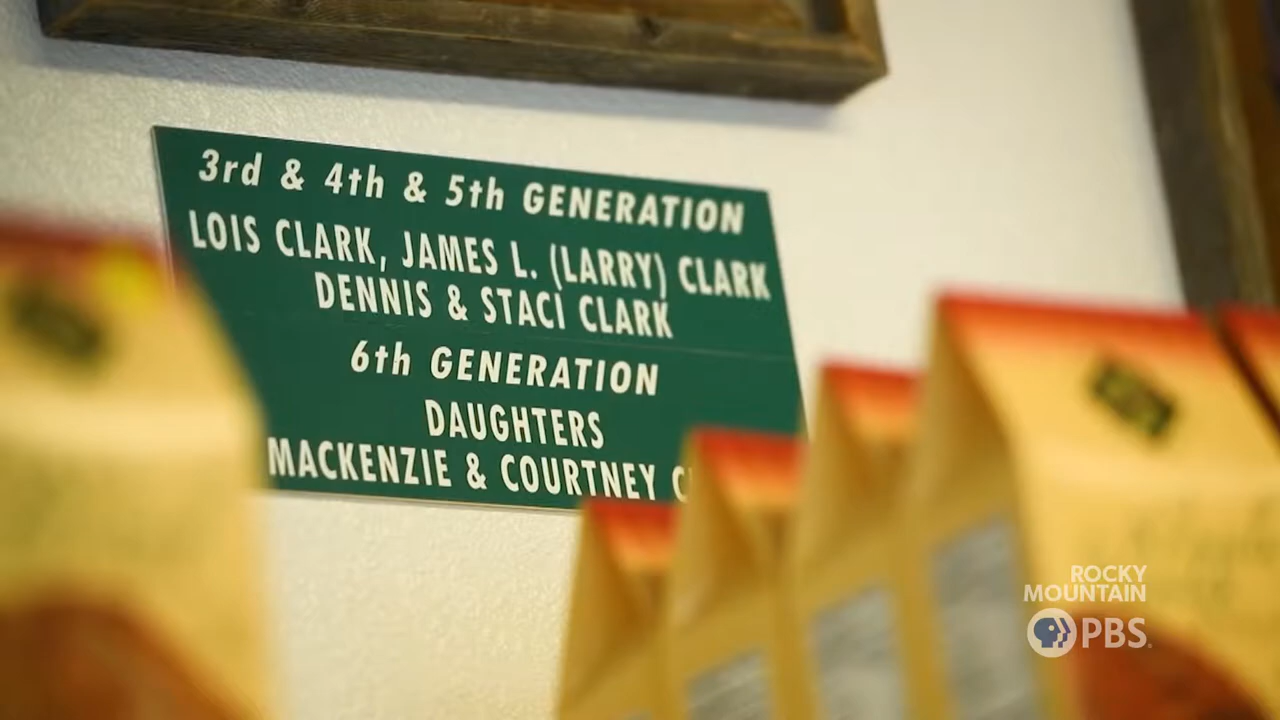 3rd & 4th & 5th GENERATION
LOIS CLARK, JAMES L. (LARRY) CLARK
DENNIS & STACI CLARK
6th GENERATION
DAUGHTERS
MACKENZIE & COURTNEY
ROCKY
MOUNTAIN
PBS